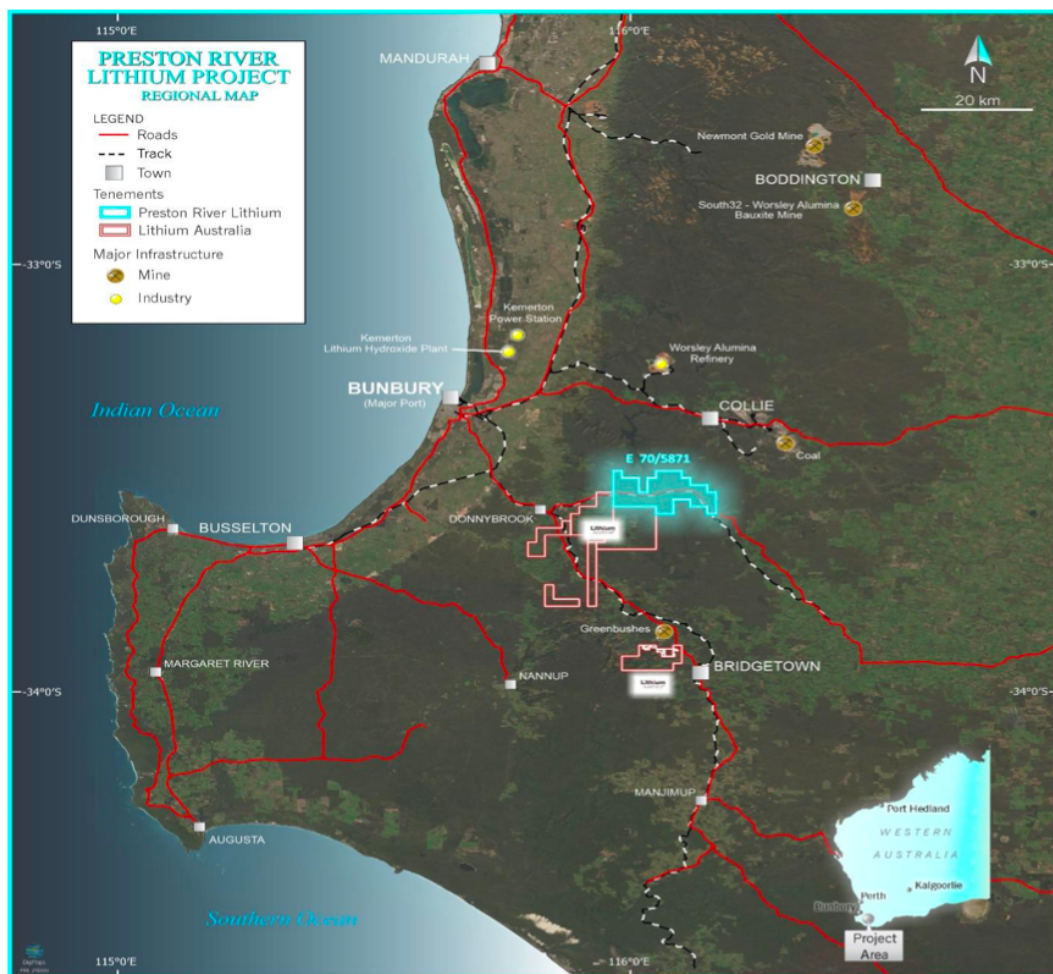 115°0'E
116°0'E
PRESTON RIVER
LITHIUM PROJECT
REGIONAL MAP
LEGEND
Roads
Track
Town
Tenements
Preston River Lithium
Lithium Australia
Major Infrastructure
Mine
Industry
MANDURAH
N
20 km
Newmont Gold Mine
BODDINGTON
South32 - Worsley Alumina
Bauxite Mine
-33°0'S
-33°0'S
Kemerton
Power Station
Kemerton
Lithium Hydroxide Plant
Worsley Alumina
Refinery
BUNBURY
(Major Port)
COLLIE
Indian Ocean
Coal
E 70/5871
DUNSBOROUGH
BUSSELTON
DONNYBROOK
Lithium
Greenbushes
MARGARET RIVER
NANNUP
BRIDGETOWN
Lithium
-34°0'S
-34°0'S
MANJIMUP
AUGUSTA
Port Hedland
WESTERN
AUSTRALIA
Kalgoorlie
Perth
Bunbury
Project
Area
Southern Ocean
115°0'E
116°0'E